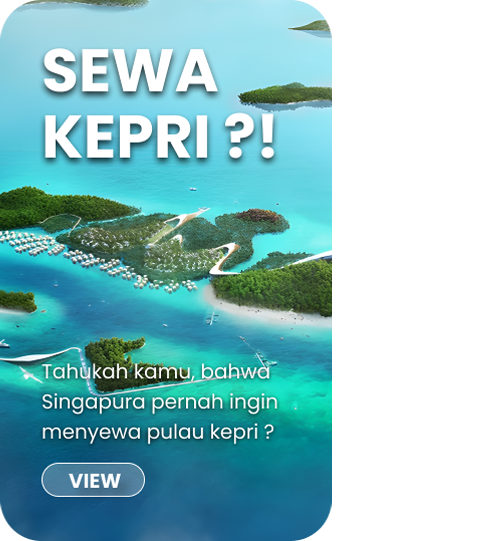 SEWA
KEPRI ?!
Tahukah kamu, bahwa
Singapura pernah ingin
menyewa pulau kepri ?
VIEW